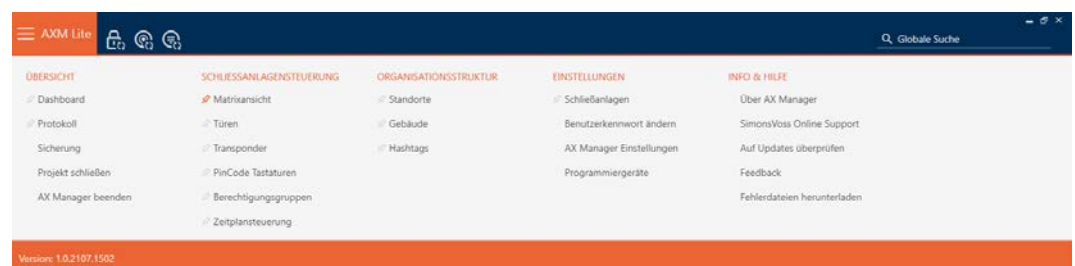 AXM Lite
Globale Suche
ÜBERSICHT
Dashboard
Protokoll
Sicherung
Projekt schließen
AX Manager beenden
SCHLIESSANLAGENSTEUERUNG
Matrixansicht
Türen
Transponder
PinCode Tastaturen
Berechtigungsgruppen
Zeitplansteuerung
ORGANISATIONSSTRUKTUR
Standorte
Gebäude
Hashtags
EINSTELLUNGEN
Schließanlagen
Benutzerkennwort ändern
AX Manager Einstellungen
Programmiergeräte
INFO & HILFE
Über AX Manager
SimonsVoss Online Support
Auf Updates überprüfen
Feedback
Fehlerdateien herunterladen
Version: 1.0.2107.1502